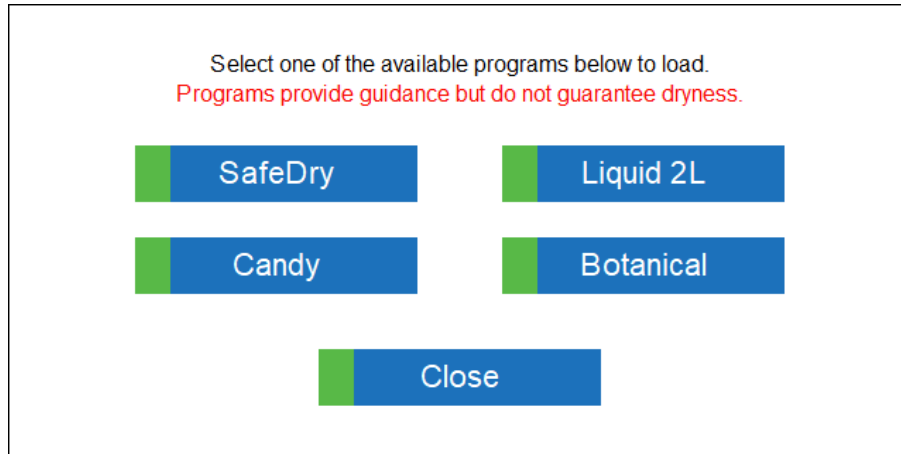 Select one of the available programs below to load.
Programs provide guidance but do not guarantee dryness.
SafeDry
Liquid 2L
Candy
Botanical
Close